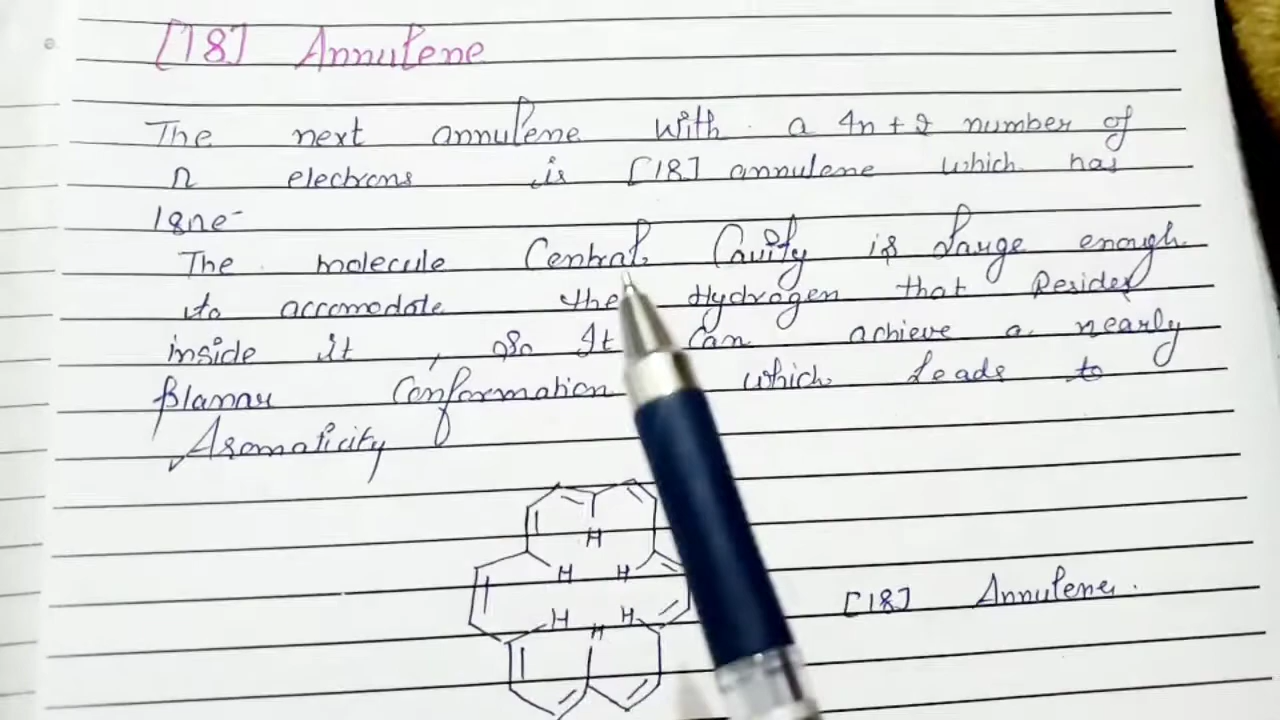 [18] Annulene
The next annulene with a 4n+2 number of
π electrons is [18] annulene which has
18πe⁻
The molecule Central Cavity is large enough
to accomodate the Hydrogen that Resides
inside it, so It Can achieve a nearly
planar Conformation which leads to
Aromaticity
H
H H
H H
H
[18] Annulene.